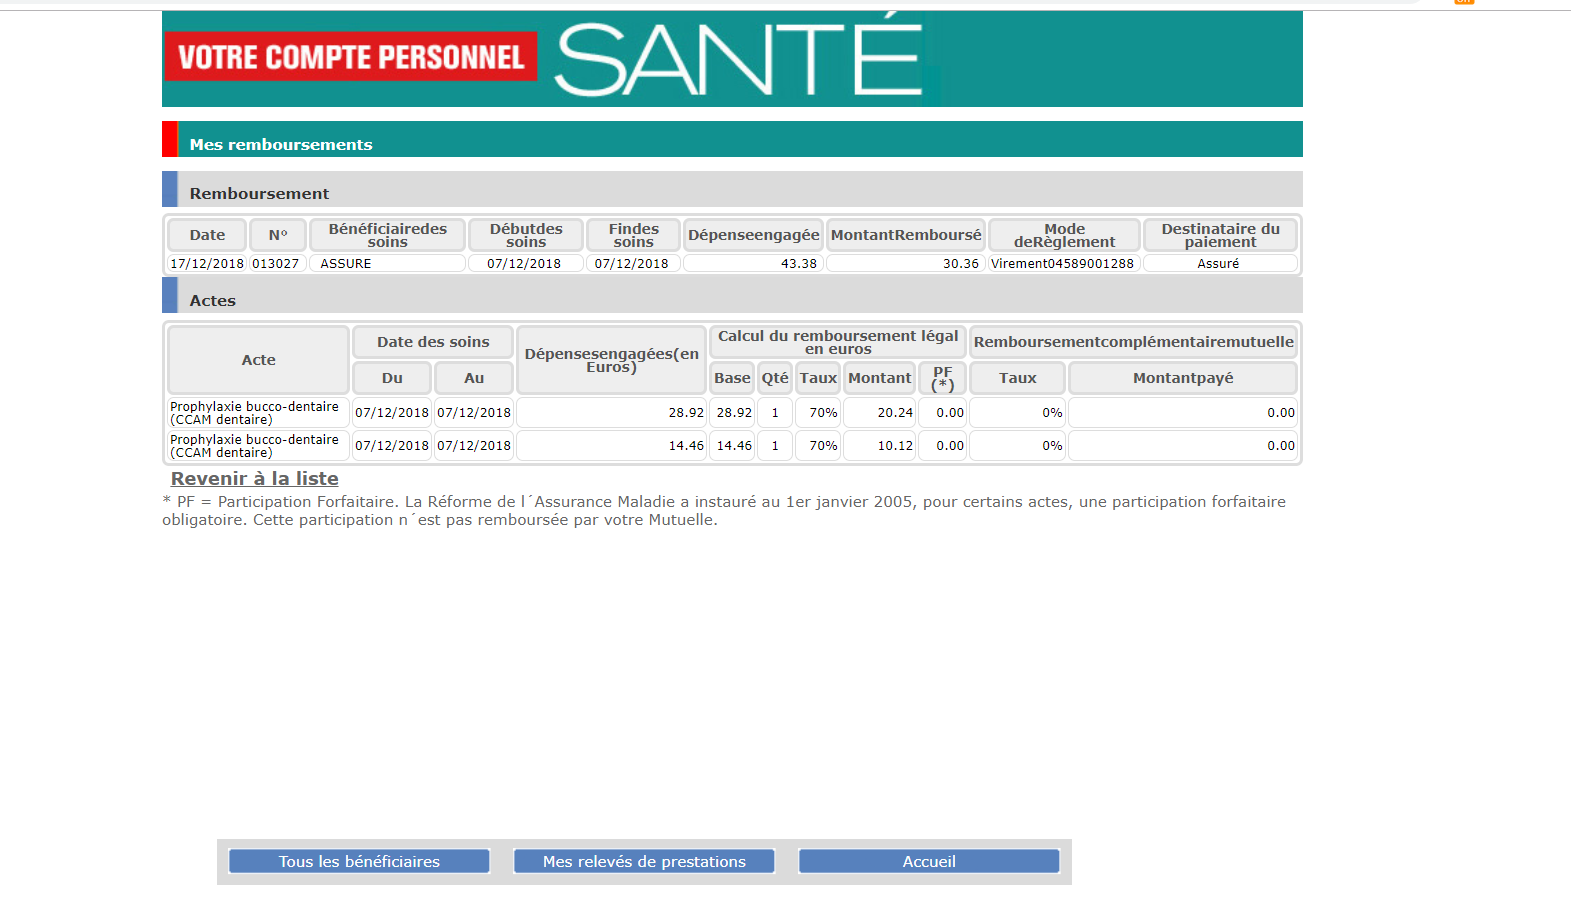 VOTRE COMPTE PERSONNEL SANTÉ
Mes remboursements
Remboursement
Date N° Bénéficiairedes soins Débutdes soins Findes soins Dépenseengagée MontantRemboursé Mode deRèglement Destinataire du paiement
17/12/2018 013027 ASSURE 07/12/2018 07/12/2018 43.38 30.36 Virement04589001288 Assuré
Actes
Acte Date des soins Dépensesengagées(en Euros) Calcul du remboursement légal en euros Remboursementcomplémentairemutuelle
Du Au Base Qté Taux Montant PF (*) Taux Montantpayé
Prophylaxie bucco-dentaire (CCAM dentaire) 07/12/2018 07/12/2018 28.92 28.92 1 70% 20.24 0.00 0% 0.00
Prophylaxie bucco-dentaire (CCAM dentaire) 07/12/2018 07/12/2018 14.46 14.46 1 70% 10.12 0.00 0% 0.00
Revenir à la liste
* PF = Participation Forfaitaire. La Réforme de l´Assurance Maladie a instauré au 1er janvier 2005, pour certains actes, une participation forfaitaire
obligatoire. Cette participation n´est pas remboursée par votre Mutuelle.
Tous les bénéficiaires Mes relevés de prestations Accueil